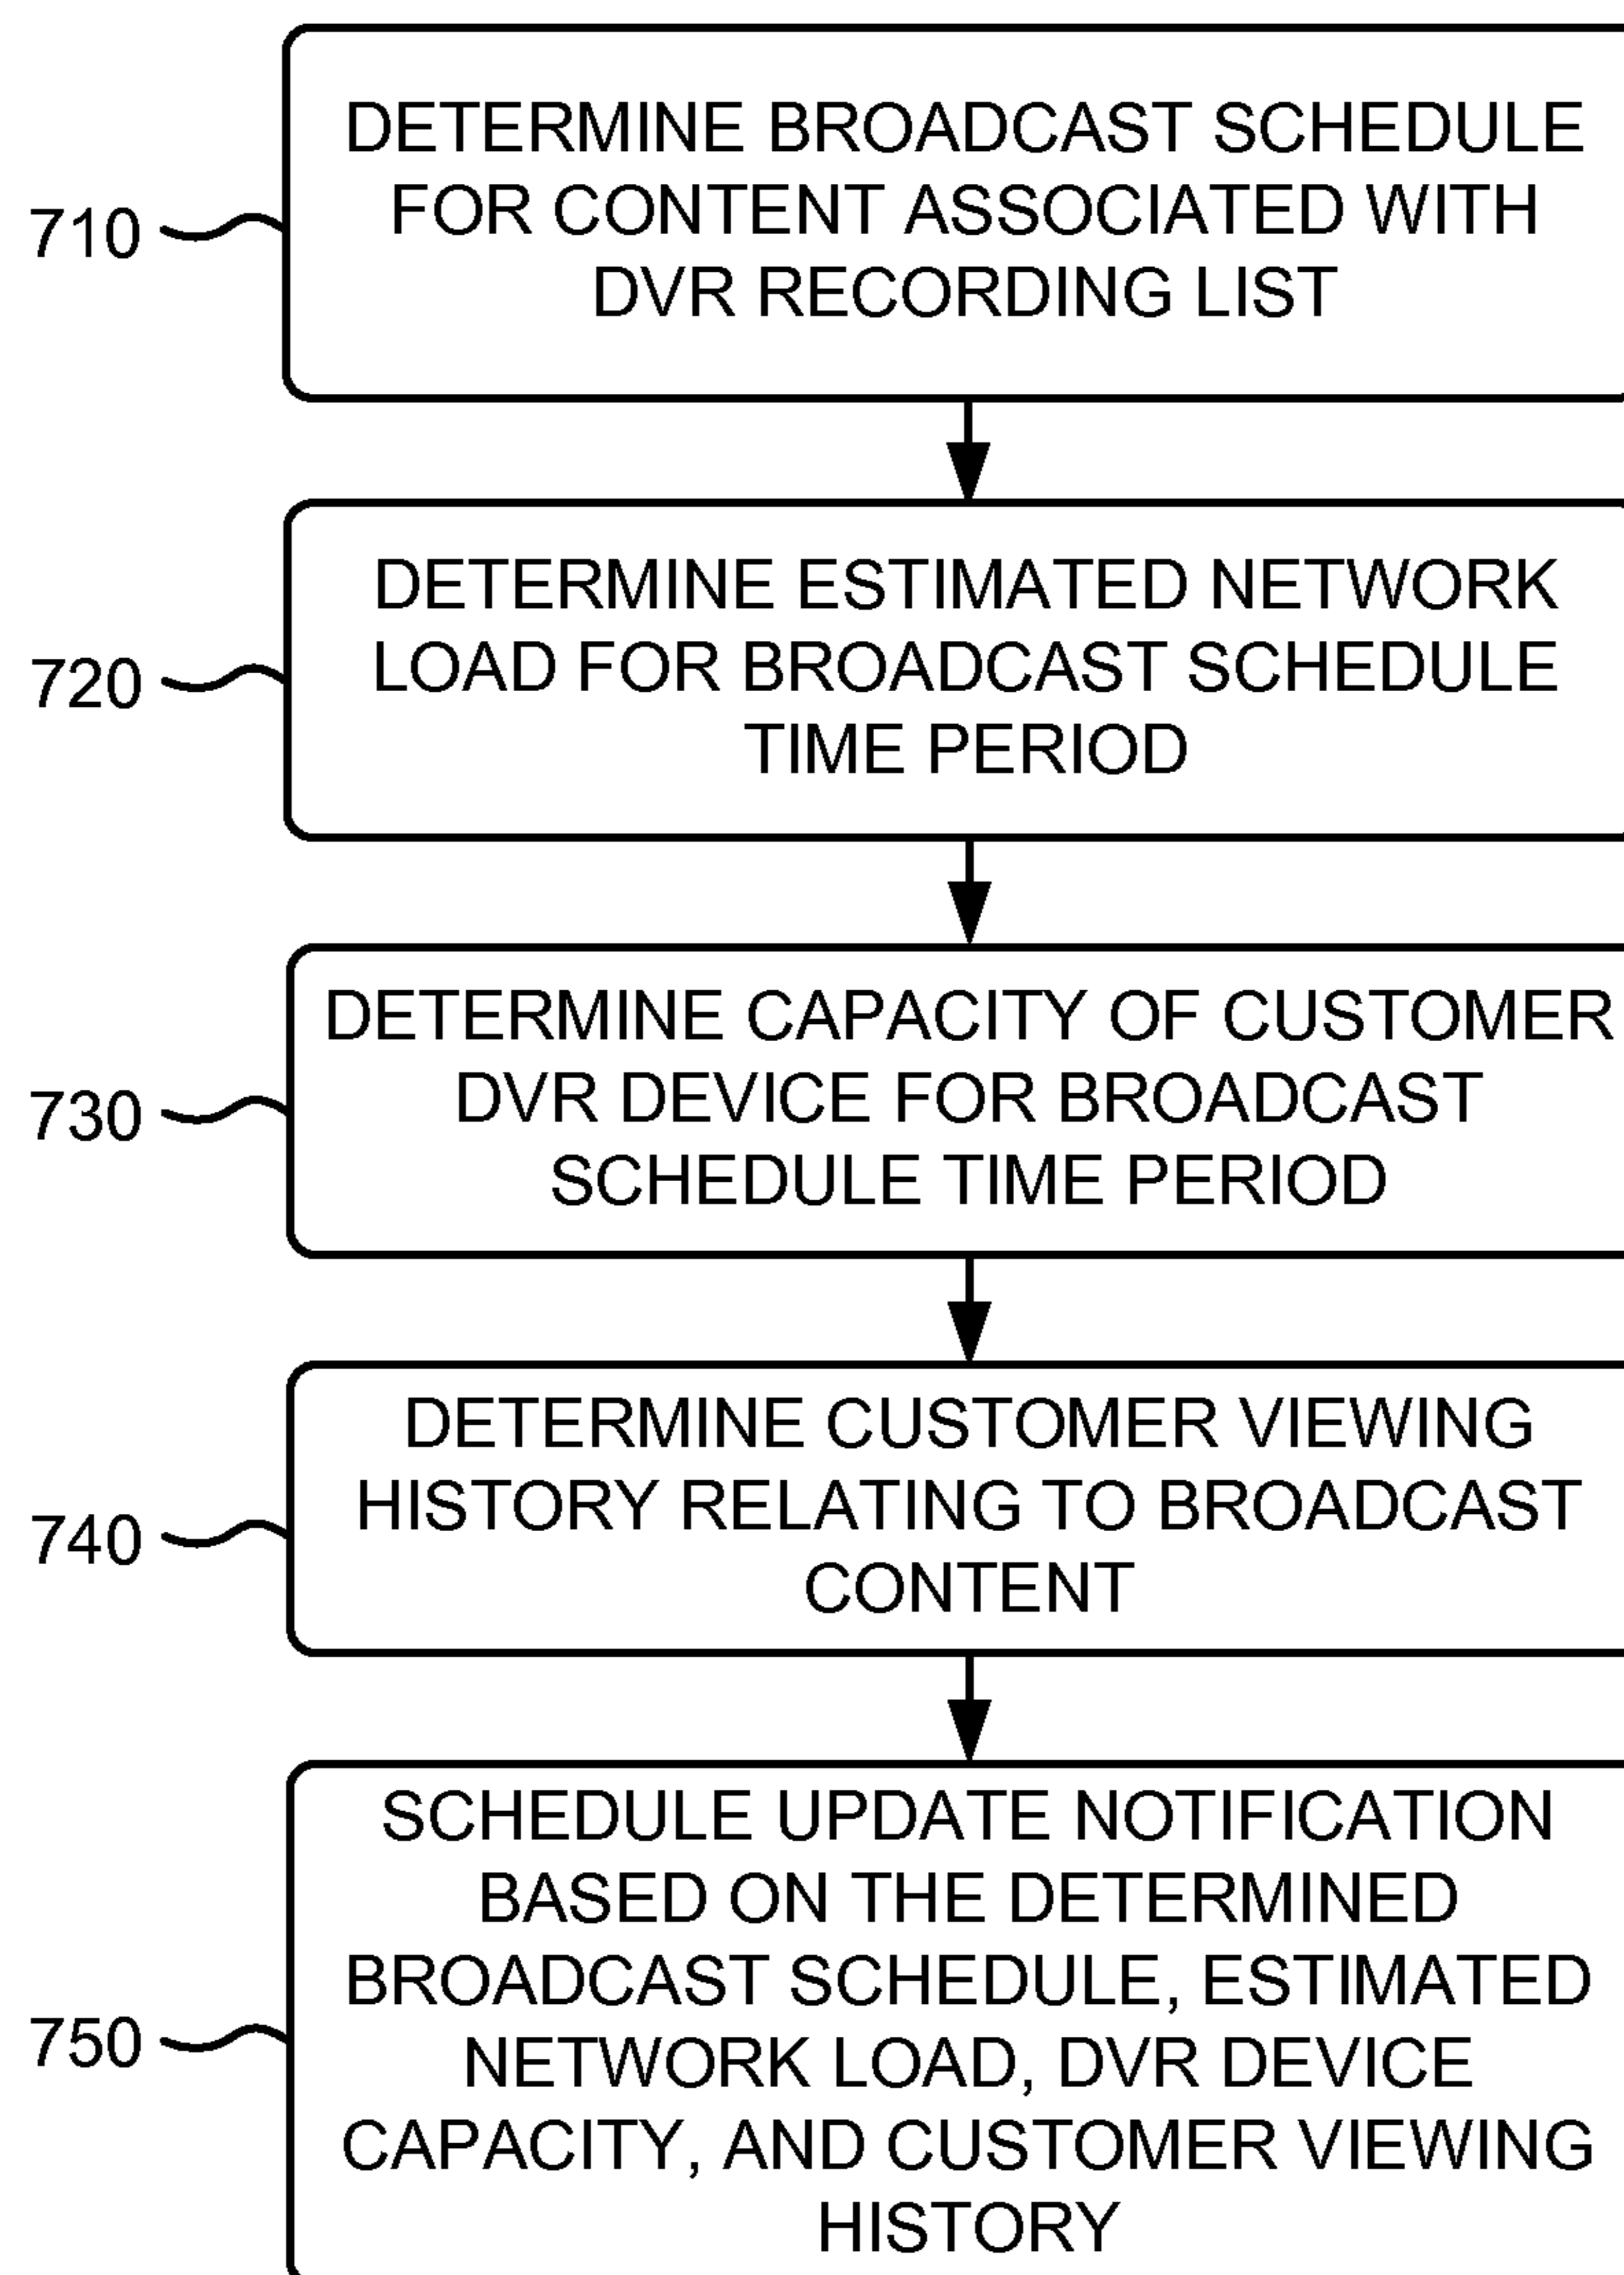 710
DETERMINE BROADCAST SCHEDULE
FOR CONTENT ASSOCIATED WITH
DVR RECORDING LIST
720
DETERMINE ESTIMATED NETWORK
LOAD FOR BROADCAST SCHEDULE
TIME PERIOD
730
DETERMINE CAPACITY OF CUSTOMER
DVR DEVICE FOR BROADCAST
SCHEDULE TIME PERIOD
740
DETERMINE CUSTOMER VIEWING
HISTORY RELATING TO BROADCAST
CONTENT
750
SCHEDULE UPDATE NOTIFICATION
BASED ON THE DETERMINED
BROADCAST SCHEDULE, ESTIMATED
NETWORK LOAD, DVR DEVICE
CAPACITY, AND CUSTOMER VIEWING
HISTORY